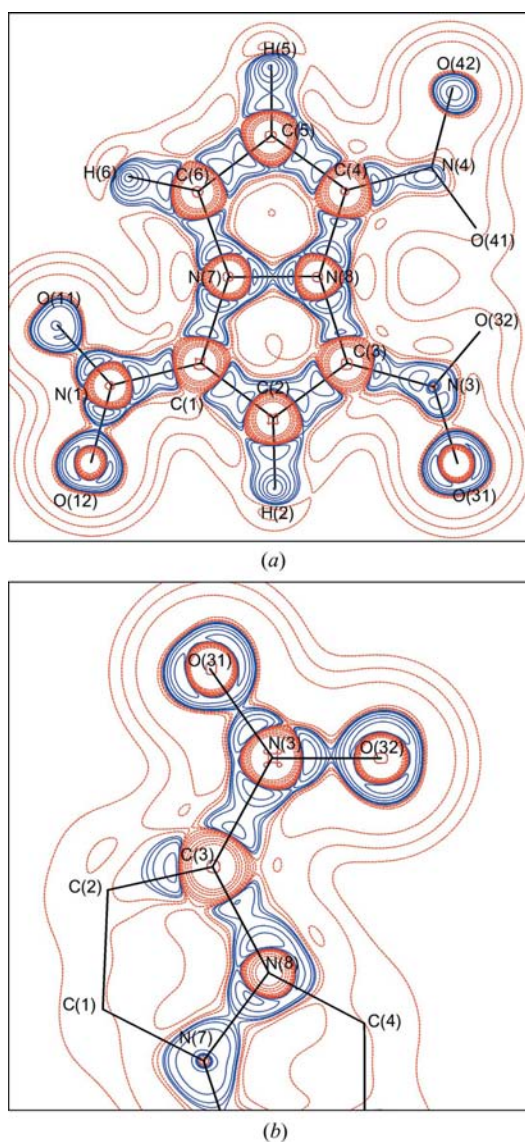 H(5)
O(42)
C(5)
H(6)
C(6)
C(4)
N(4)
O(41)
N(7)
N(8)
O(11)
O(32)
C(3)
C(2)
N(1)
C(1)
N(3)
O(12)
H(2)
O(31)
(a)
O(31)
N(3)
O(32)
C(3)
C(2)
N(8)
C(1)
C(4)
N(7)
(b)